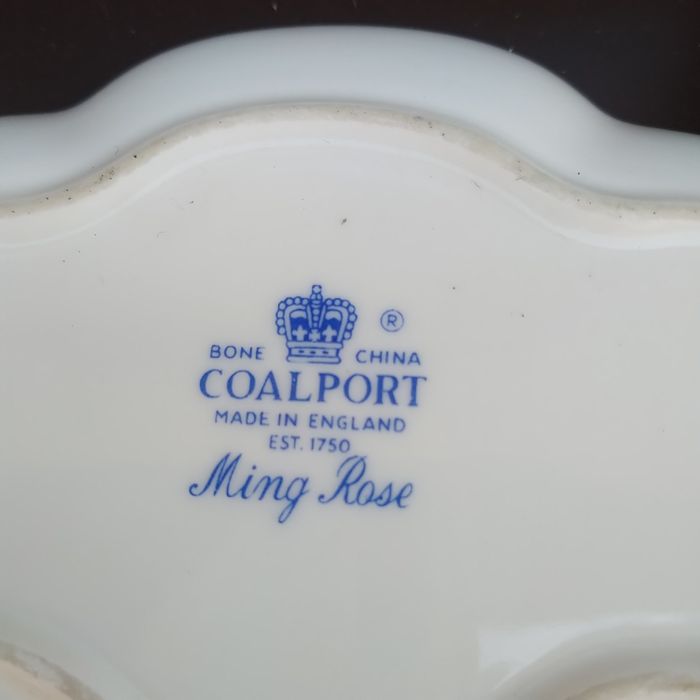 ®
BONE CHINA
COALPORT
MADE IN ENGLAND
EST. 1750
Ming Rose